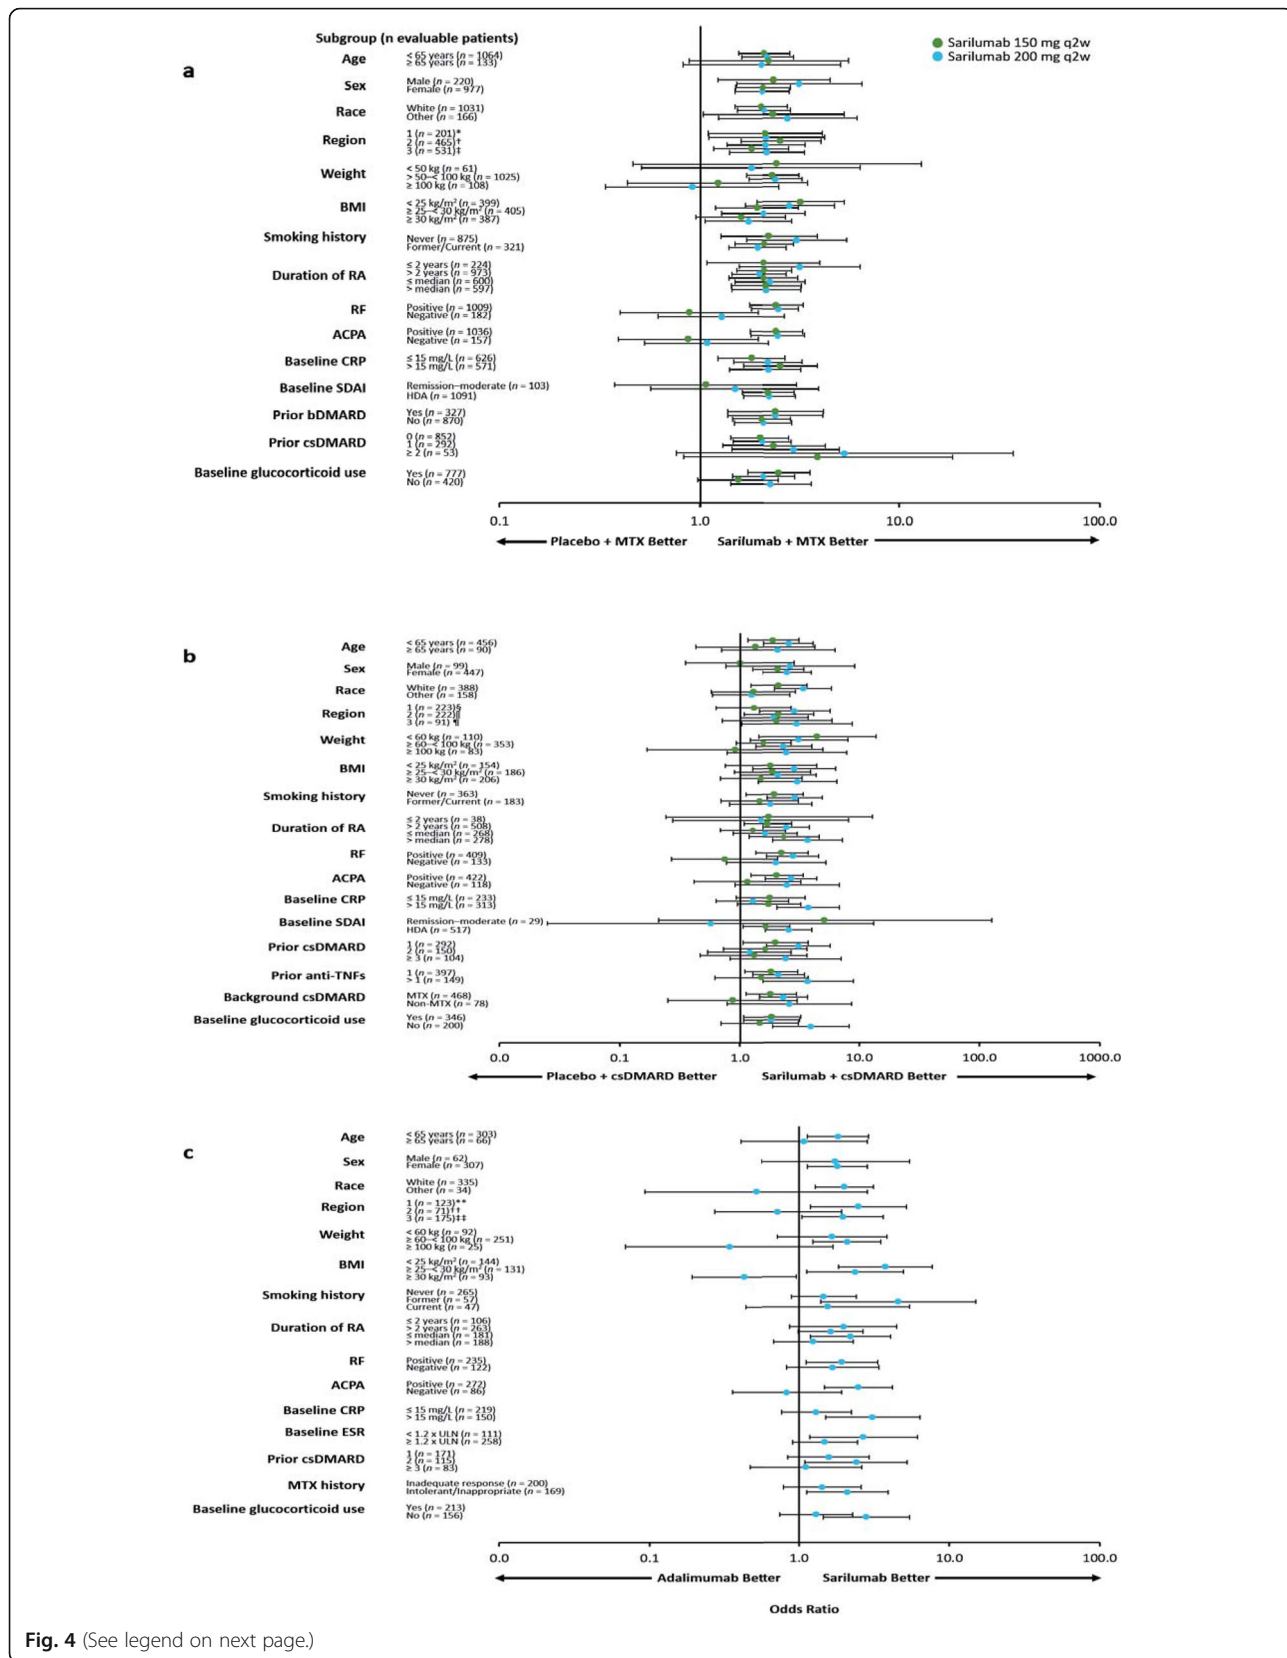 Subgroup (n evaluable patients)
Sarilumab 150 mg q2w
Sarilumab 200 mg q2w
a
Age
< 65 years (n = 1064)
≥ 65 years (n = 133)
Sex
Male (n = 220)
Female (n = 977)
Race
White (n = 1031)
Other (n = 166)
Region
1 (n = 201)*
2 (n = 465)†
3 (n = 531)‡
Weight
< 50 kg (n = 61)
> 50–< 100 kg (n = 1025)
≥ 100 kg (n = 108)
BMI
< 25 kg/m² (n = 399)
≥ 25–< 30 kg/m² (n = 405)
≥ 30 kg/m² (n = 387)
Smoking history
Never (n = 875)
Former/Current (n = 321)
Duration of RA
≤ 2 years (n = 224)
> 2 years (n = 973)
≤ median (n = 600)
> median (n = 597)
RF
Positive (n = 1009)
Negative (n = 182)
ACPA
Positive (n = 1036)
Negative (n = 157)
Baseline CRP
≤ 15 mg/L (n = 626)
> 15 mg/L (n = 571)
Baseline SDAI
Remission–moderate (n = 103)
HDA (n = 1091)
Prior bDMARD
Yes (n = 327)
No (n = 870)
Prior csDMARD
0 (n = 852)
1 (n = 292)
≥ 2 (n = 53)
Baseline glucocorticoid use
Yes (n = 777)
No (n = 420)
0.1 1.0 10.0 100.0
Placebo + MTX Better Sarilumab + MTX Better
b
Age
< 65 years (n = 456)
≥ 65 years (n = 90)
Sex
Male (n = 99)
Female (n = 447)
Race
White (n = 388)
Other (n = 158)
Region
1 (n = 223)§
2 (n = 222)∥
3 (n = 91) ¶
Weight
< 60 kg (n = 110)
≥ 60–< 100 kg (n = 353)
≥ 100 kg (n = 83)
BMI
< 25 kg/m² (n = 154)
≥ 25–< 30 kg/m² (n = 186)
≥ 30 kg/m² (n = 206)
Smoking history
Never (n = 363)
Former/Current (n = 183)
Duration of RA
≤ 2 years (n = 38)
> 2 years (n = 508)
≤ median (n = 268)
> median (n = 278)
RF
Positive (n = 409)
Negative (n = 133)
ACPA
Positive (n = 422)
Negative (n = 118)
Baseline CRP
≤ 15 mg/L (n = 233)
> 15 mg/L (n = 313)
Baseline SDAI
Remission–moderate (n = 29)
HDA (n = 517)
Prior csDMARD
1 (n = 292)
2 (n = 150)
≥ 3 (n = 104)
Prior anti-TNFs
1 (n = 397)
> 1 (n = 149)
Background csDMARD
MTX (n = 468)
Non-MTX (n = 78)
Baseline glucocorticoid use
Yes (n = 346)
No (n = 200)
0.0 0.1 1.0 10.0 100.0 1000.0
Placebo + csDMARD Better Sarilumab + csDMARD Better
c
Age
< 65 years (n = 303)
≥ 65 years (n = 66)
Sex
Male (n = 62)
Female (n = 307)
Race
White (n = 335)
Other (n = 34)
Region
1 (n = 123)**
2 (n = 71)††
3 (n = 175)‡‡
Weight
< 60 kg (n = 92)
≥ 60–< 100 kg (n = 251)
≥ 100 kg (n = 25)
BMI
< 25 kg/m² (n = 144)
≥ 25–< 30 kg/m² (n = 131)
≥ 30 kg/m² (n = 93)
Smoking history
Never (n = 265)
Former (n = 57)
Current (n = 47)
Duration of RA
≤ 2 years (n = 106)
> 2 years (n = 263)
≤ median (n = 181)
> median (n = 188)
RF
Positive (n = 235)
Negative (n = 122)
ACPA
Positive (n = 272)
Negative (n = 86)
Baseline CRP
≤ 15 mg/L (n = 219)
> 15 mg/L (n = 150)
Baseline ESR
< 1.2 x ULN (n = 111)
≥ 1.2 x ULN (n = 258)
Prior csDMARD
1 (n = 171)
2 (n = 115)
≥ 3 (n = 83)
MTX history
Inadequate response (n = 200)
Intolerant/Inappropriate (n = 169)
Baseline glucocorticoid use
Yes (n = 213)
No (n = 156)
0.0 0.1 1.0 10.0 100.0
Adalimumab Better Sarilumab Better
Odds Ratio
Fig. 4 (See legend on next page.)